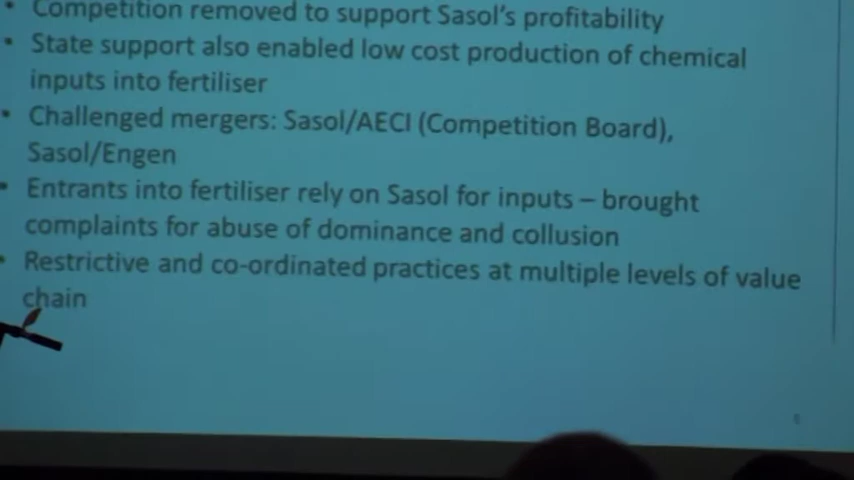 • Competition removed to support Sasol's profitability
• State support also enabled low cost production of chemical
inputs into fertiliser
• Challenged mergers: Sasol/AECI (Competition Board),
Sasol/Engen
• Entrants into fertiliser rely on Sasol for inputs – brought
complaints for abuse of dominance and collusion
• Restrictive and co-ordinated practices at multiple levels of value
chain